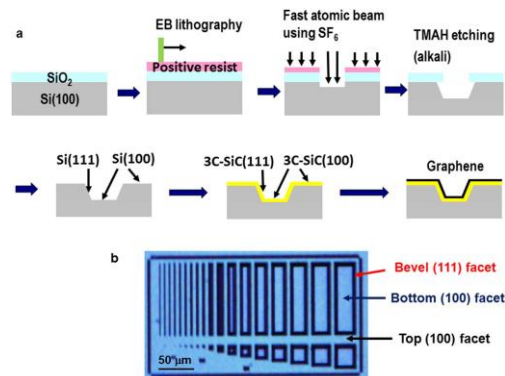 a
EB lithography
Fast atomic beam
using SF6
TMAH etching
(alkali)
Positive resist
SiO2
Si(100)
Si(111)
Si(100)
3C-SiC(111)
3C-SiC(100)
Graphene
b
Bevel (111) facet
Bottom (100) facet
Top (100) facet
50 μm